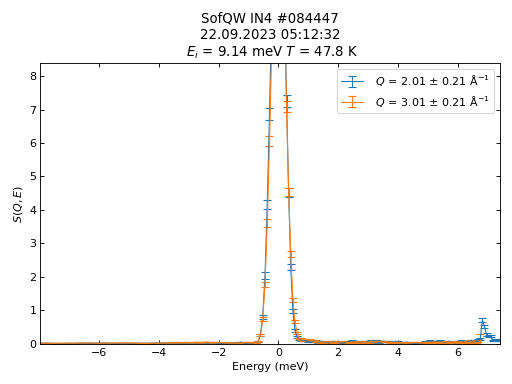 SofQW IN4 #084447
22.09.2023 05:12:32
E_i = 9.14 meV T = 47.8 K
Q = 2.01 ± 0.21 Å⁻¹
Q = 3.01 ± 0.21 Å⁻¹
8
7
6
5
4
3
2
1
0
S(Q, E)
−6 −4 −2 0 2 4 6
Energy (meV)